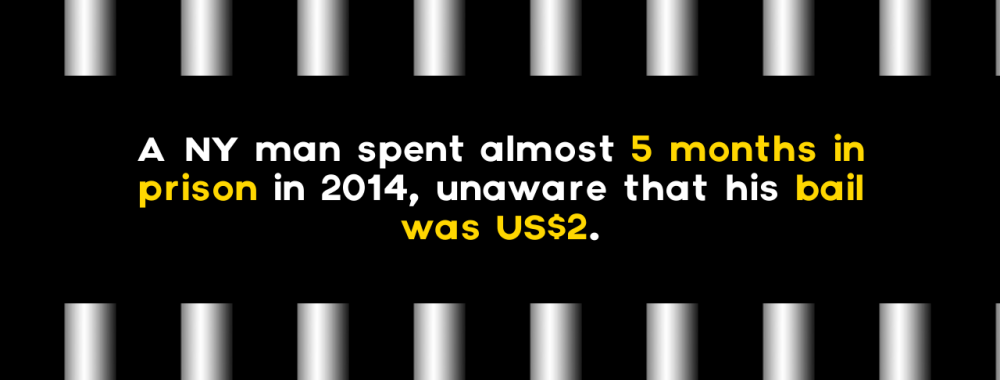 A NY man spent almost 5 months in
prison in 2014, unaware that his bail
was US$2.